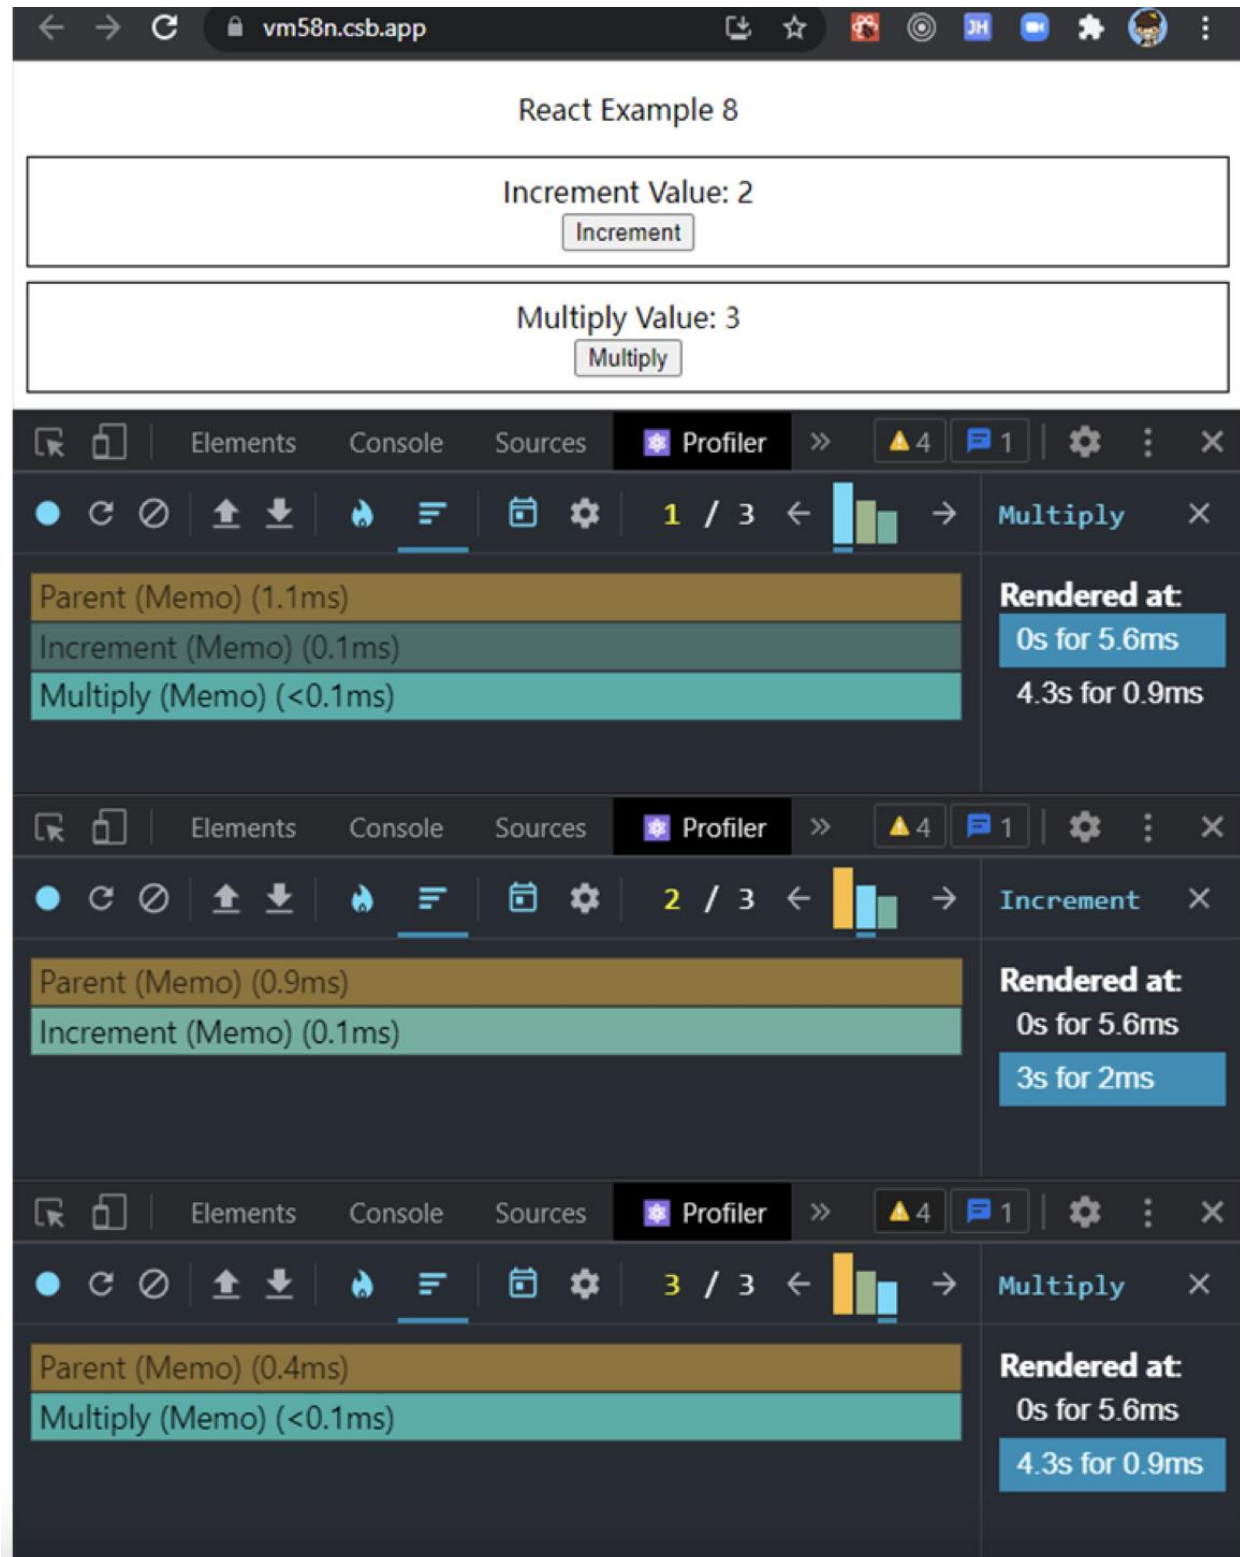 vm58n.csb.app JH
React Example 8
Increment Value: 2
Increment
Multiply Value: 3
Multiply
Elements Console Sources Profiler » 4 1
1 / 3 Multiply
Parent (Memo) (1.1ms)
Increment (Memo) (0.1ms)
Multiply (Memo) (<0.1ms)
Rendered at:
0s for 5.6ms
4.3s for 0.9ms
Elements Console Sources Profiler » 4 1
2 / 3 Increment
Parent (Memo) (0.9ms)
Increment (Memo) (0.1ms)
Rendered at:
0s for 5.6ms
3s for 2ms
Elements Console Sources Profiler » 4 1
3 / 3 Multiply
Parent (Memo) (0.4ms)
Multiply (Memo) (<0.1ms)
Rendered at:
0s for 5.6ms
4.3s for 0.9ms